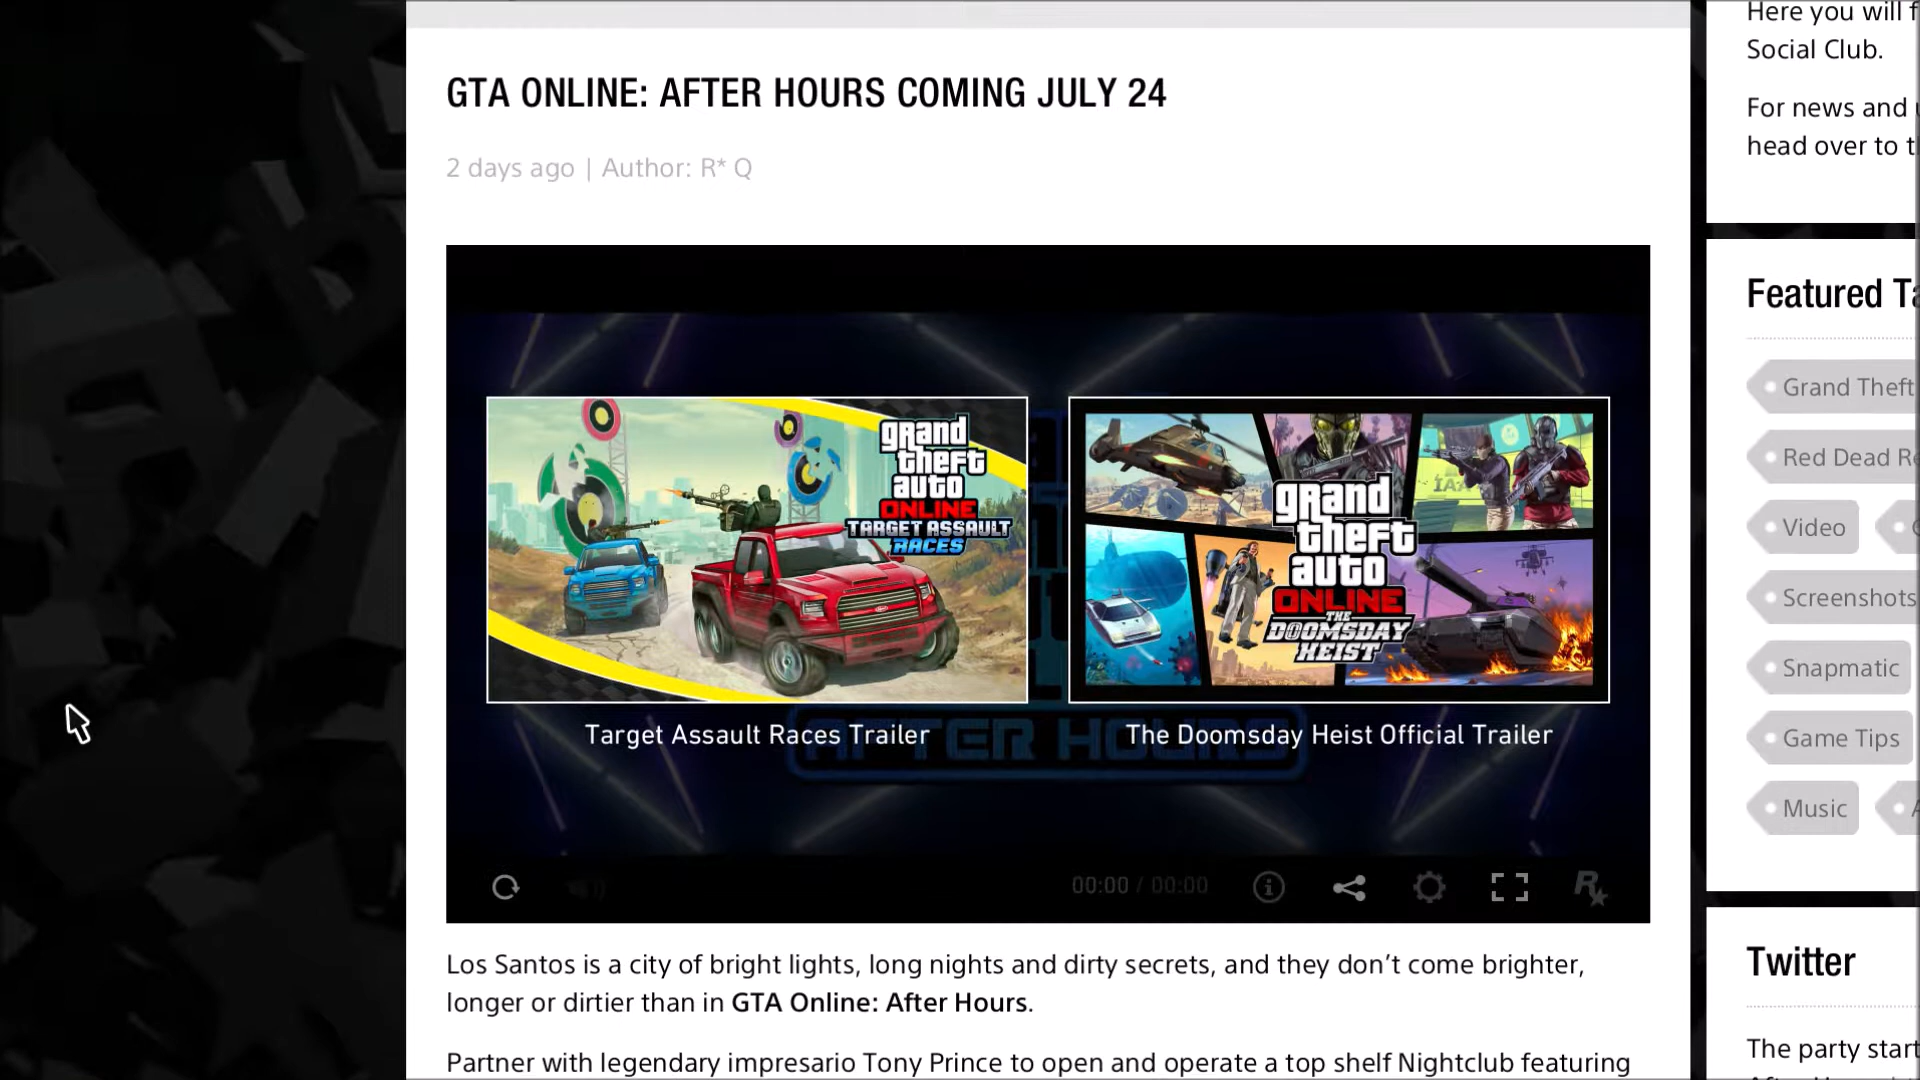 GTA ONLINE: AFTER HOURS COMING JULY 24
2 days ago | Author: R* Q
grand
theft
auto
ONLINE
TARGET ASSAULT
RACES
grand
theft
auto
ONLINE
THE
DOOMSDAY
HEIST
Target Assault Races Trailer
The Doomsday Heist Official Trailer
AFTER HOURS
00:00 / 00:00
Los Santos is a city of bright lights, long nights and dirty secrets, and they don’t come brighter,
longer or dirtier than in GTA Online: After Hours.
Partner with legendary impresario Tony Prince to open and operate a top shelf Nightclub featuring
Here you will f
Social Club.
For news and
head over to t
Featured Ta
Grand Theft
Red Dead Re
Video
Screenshots
Snapmatic
Game Tips
Music
Twitter
The party start